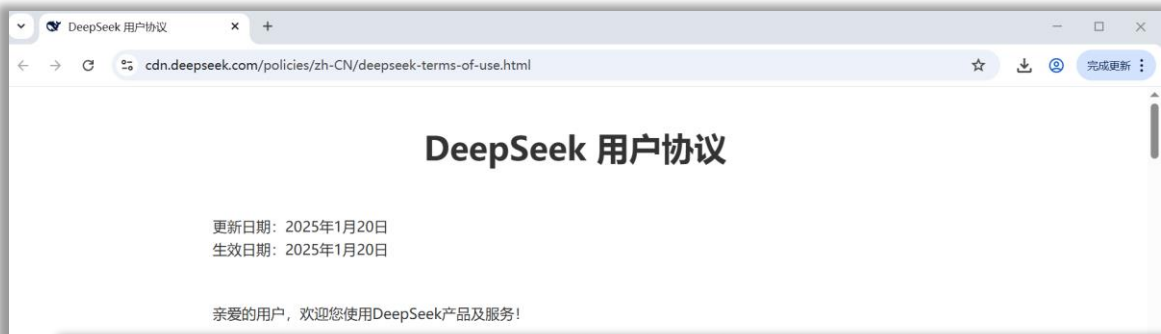 DeepSeek 用户协议
cdn.deepseek.com/policies/zh-CN/deepseek-terms-of-use.html
完成更新
DeepSeek 用户协议
更新日期：2025年1月20日
生效日期：2025年1月20日
亲爱的用户，欢迎您使用DeepSeek产品及服务！